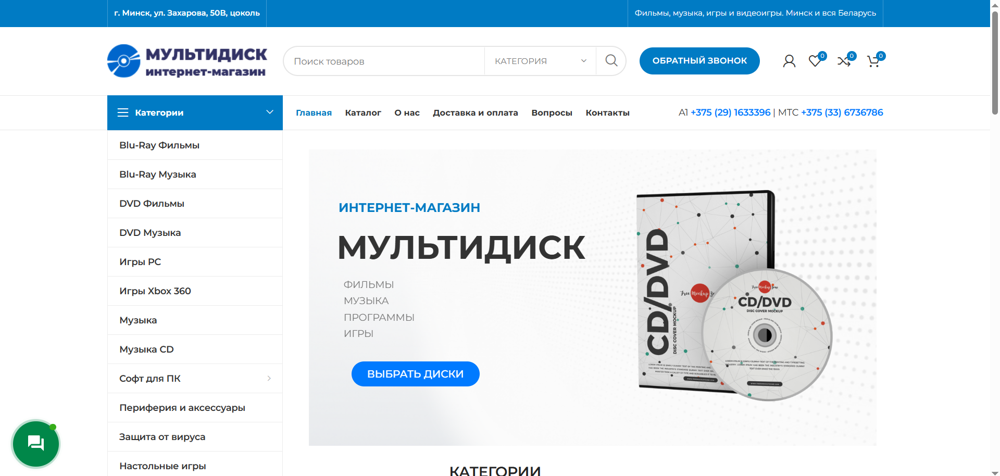 г. Минск, ул. Захарова, 50В, цоколь
Фильмы, музыка, игры и видеоигры. Минск и вся Беларусь
МУЛЬТИДИСК
интернет-магазин
Поиск товаров
КАТЕГОРИЯ
ОБРАТНЫЙ ЗВОНОК
0
0
0
Категории
Главная
Каталог
О нас
Доставка и оплата
Вопросы
Контакты
А1 +375 (29) 1633396 | МТС +375 (33) 6736786
Blu-Ray Фильмы
Blu-Ray Музыка
DVD Фильмы
DVD Музыка
Игры PC
Игры Xbox 360
Музыка
Музыка CD
Софт для ПК
Периферия и аксессуары
Защита от вируса
Настольные игры
ИНТЕРНЕТ-МАГАЗИН
МУЛЬТИДИСК
ФИЛЬМЫ
МУЗЫКА
ПРОГРАММЫ
ИГРЫ
ВЫБРАТЬ ДИСКИ
CD/DVD
DISC COVER MOCKUP
Free Mockup
Free Mockup Zone
CD/DVD
DISC COVER MOCKUP
КАТЕГОРИИ